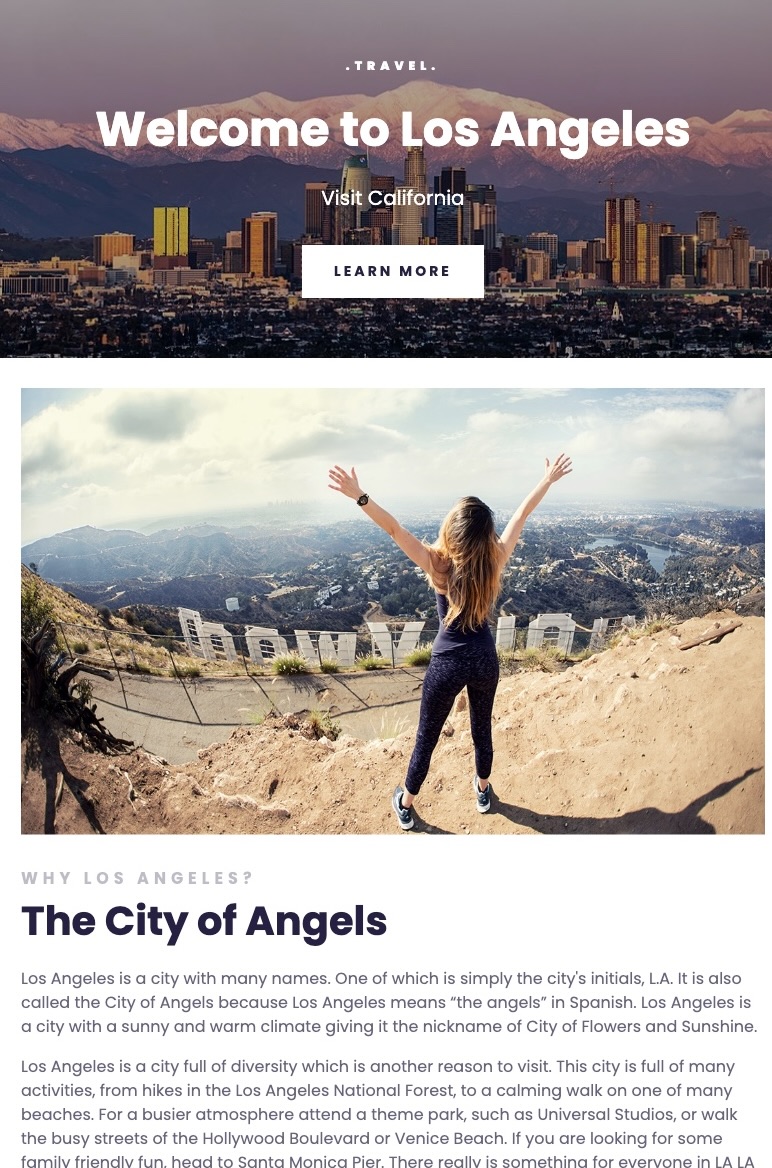 .TRAVEL.
Welcome to Los Angeles
Visit California
LEARN MORE
WHY LOS ANGELES?
The City of Angels
Los Angeles is a city with many names. One of which is simply the city's initials, L.A. It is also
called the City of Angels because Los Angeles means “the angels” in Spanish. Los Angeles is
a city with a sunny and warm climate giving it the nickname of City of Flowers and Sunshine.
Los Angeles is a city full of diversity which is another reason to visit. This city is full of many
activities, from hikes in the Los Angeles National Forest, to a calming walk on one of many
beaches. For a busier atmosphere attend a theme park, such as Universal Studios, or walk
the busy streets of the Hollywood Boulevard or Venice Beach. If you are looking for some
family friendly fun, head to Santa Monica Pier. There really is something for everyone in LA LA